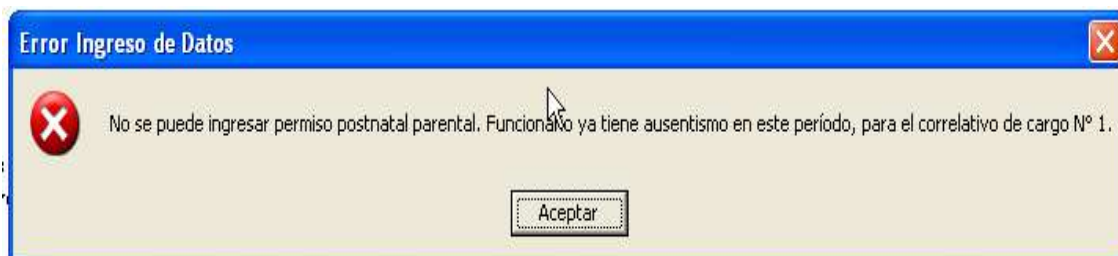 Error Ingreso de Datos
No se puede ingresar permiso postnatal parental. Funcionario ya tiene ausentismo en este período, para el correlativo de cargo Nº 1.
Aceptar